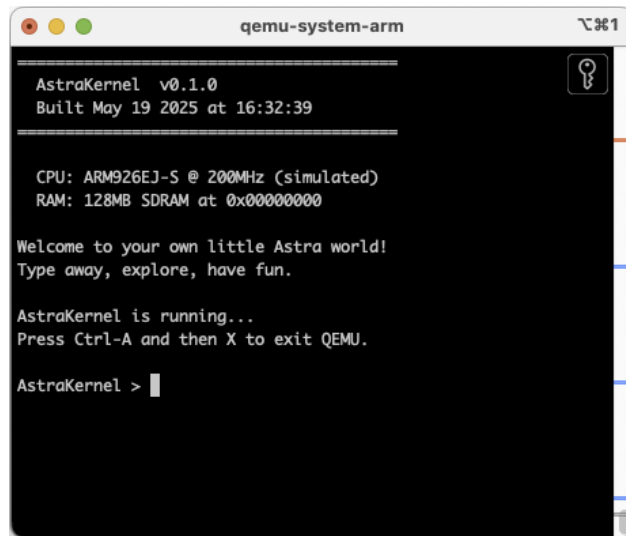 qemu-system-arm
⌥⌘1
========================================
AstraKernel v0.1.0
Built May 19 2025 at 16:32:39
========================================
CPU: ARM926EJ-S @ 200MHz (simulated)
RAM: 128MB SDRAM at 0x00000000
Welcome to your own little Astra world!
Type away, explore, have fun.
AstraKernel is running...
Press Ctrl-A and then X to exit QEMU.
AstraKernel >